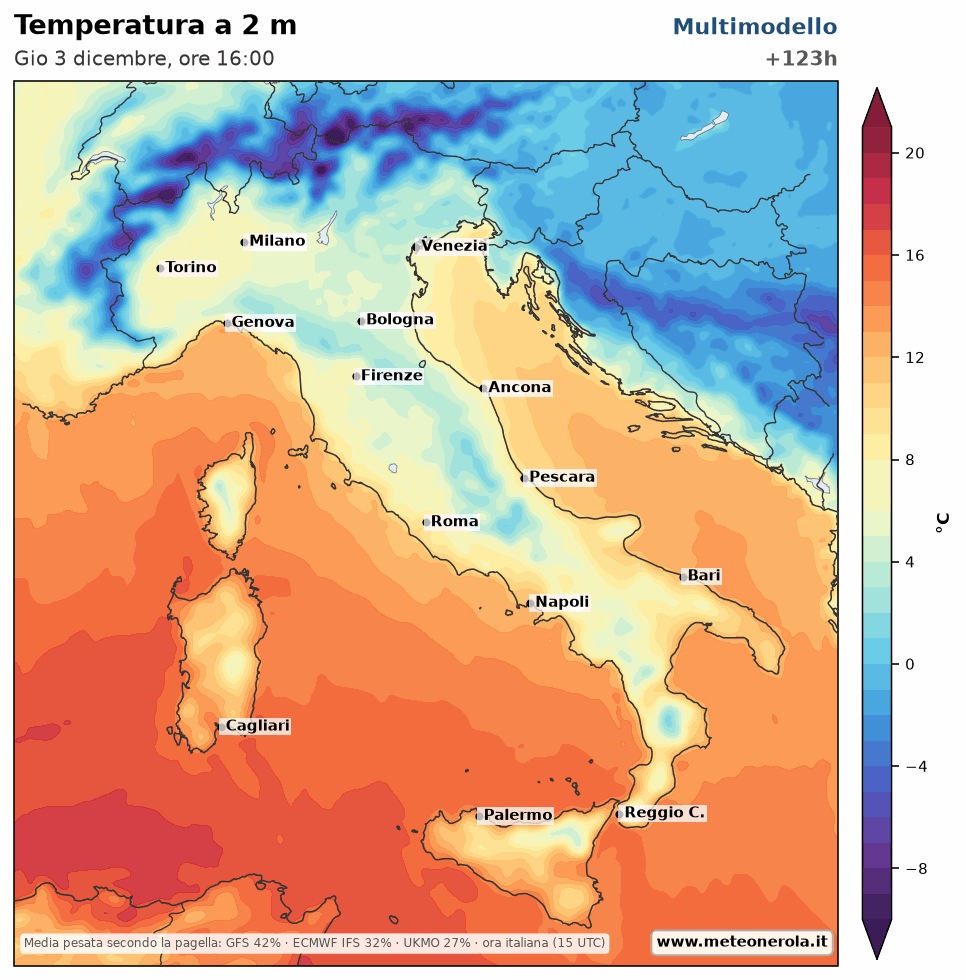 Temperatura a 2 m
Multimodello
Gio 3 dicembre, ore 16:00
+123h
Milano
Venezia
Torino
Genova
Bologna
Firenze
Ancona
Pescara
Roma
Bari
Napoli
Cagliari
Palermo
Reggio C.
20
16
12
8
4
0
−4
−8
°C
Media pesata secondo la pagella: GFS 42% · ECMWF IFS 32% · UKMO 27% · ora italiana (15 UTC)
www.meteonerola.it